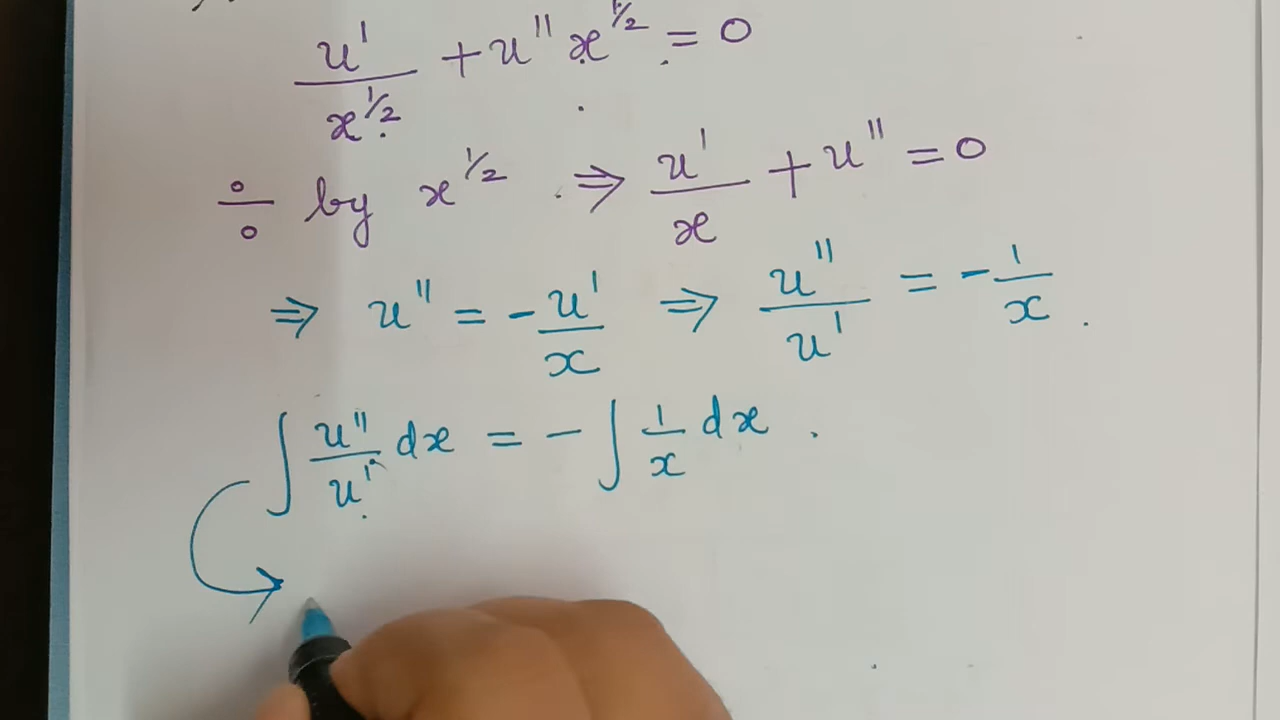 u'/x^1/2 + u'' x^1/2 = 0
÷ by x^1/2 . ⇒ u'/x + u'' = 0
⇒ u'' = -u'/x ⇒ u''/u' = -1/x .
∫ u''/u' dx = - ∫ 1/x dx .